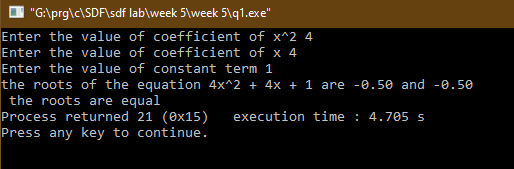 "G:\prg\c\SDF\sdf lab\week 5\week 5\q1.exe"
Enter the value of coefficient of x^2 4
Enter the value of coefficient of x 4
Enter the value of constant term 1
the roots of the equation 4x^2 + 4x + 1 are -0.50 and -0.50
 the roots are equal
Process returned 21 (0x15)   execution time : 4.705 s
Press any key to continue.